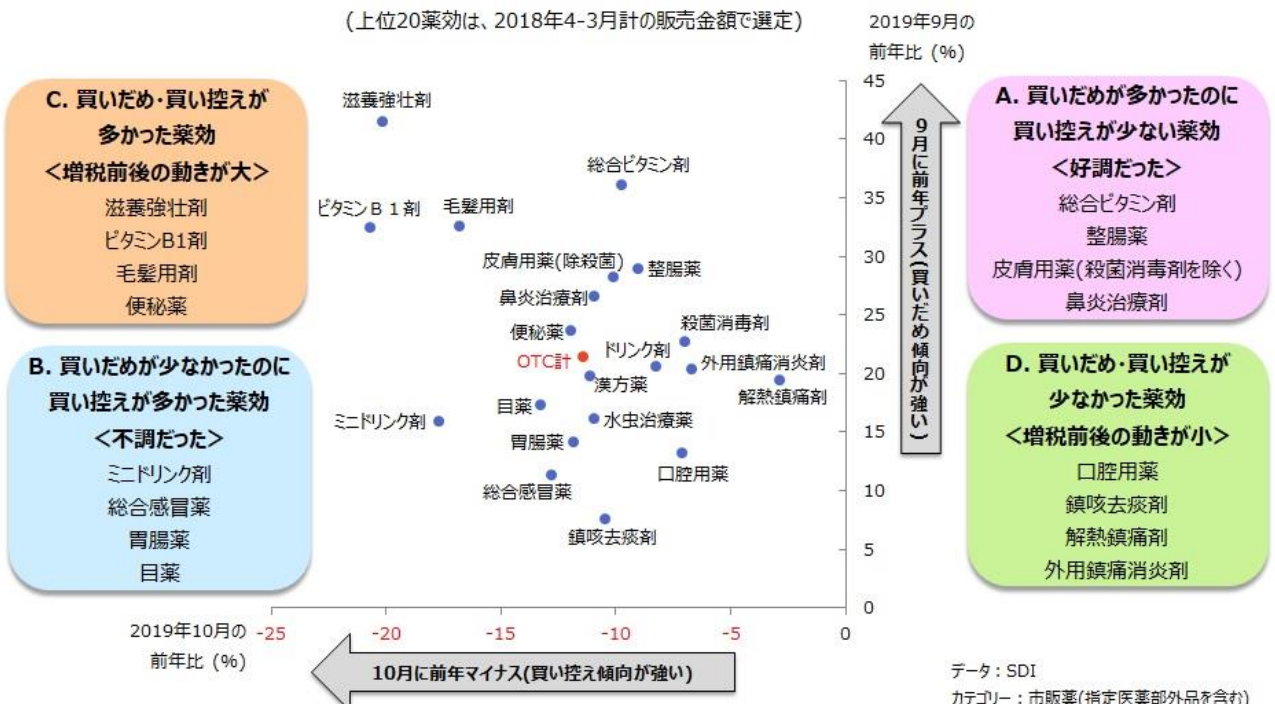 (上位20薬効は、2018年4-3月計の販売金額で選定)
2019年9月の
前年比 (%)
C. 買いだめ・買い控えが
多かった薬効
<増税前後の動きが大>
滋養強壮剤
ビタミンB1剤
毛髪用剤
便秘薬
B. 買いだめが少なかったのに
買い控えが多かった薬効
<不調だった>
ミニドリンク剤
総合感冒薬
胃腸薬
目薬
滋養強壮剤
総合ビタミン剤
ビタミンB1剤
毛髪用剤
皮膚用薬(除殺菌)
整腸薬
鼻炎治療剤
殺菌消毒剤
便秘薬
ドリンク剤
OTC計
外用鎮痛消炎剤
漢方薬
解熱鎮痛剤
目薬
ミニドリンク剤
水虫治療薬
胃腸薬
口腔用薬
総合感冒薬
鎮咳去痰剤
45
40
35
30
25
20
15
10
5
0
9月に前年プラス(買いだめ傾向が強い)
A. 買いだめが多かったのに
買い控えが少ない薬効
<好調だった>
総合ビタミン剤
整腸薬
皮膚用薬(殺菌消毒剤を除く)
鼻炎治療剤
D. 買いだめ・買い控えが
少なかった薬効
<増税前後の動きが小>
口腔用薬
鎮咳去痰剤
解熱鎮痛剤
外用鎮痛消炎剤
2019年10月の
前年比 (%)
-25
-20
-15
-10
-5
0
10月に前年マイナス(買い控え傾向が強い)
データ：SDI
カテゴリー：市販薬(指定医薬部外品を含む)